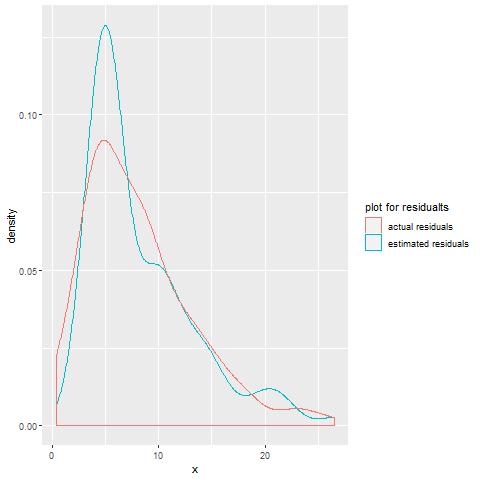 0.10
0.05
0.00
density
0
10
20
x
plot for residualts
actual residuals
estimated residuals